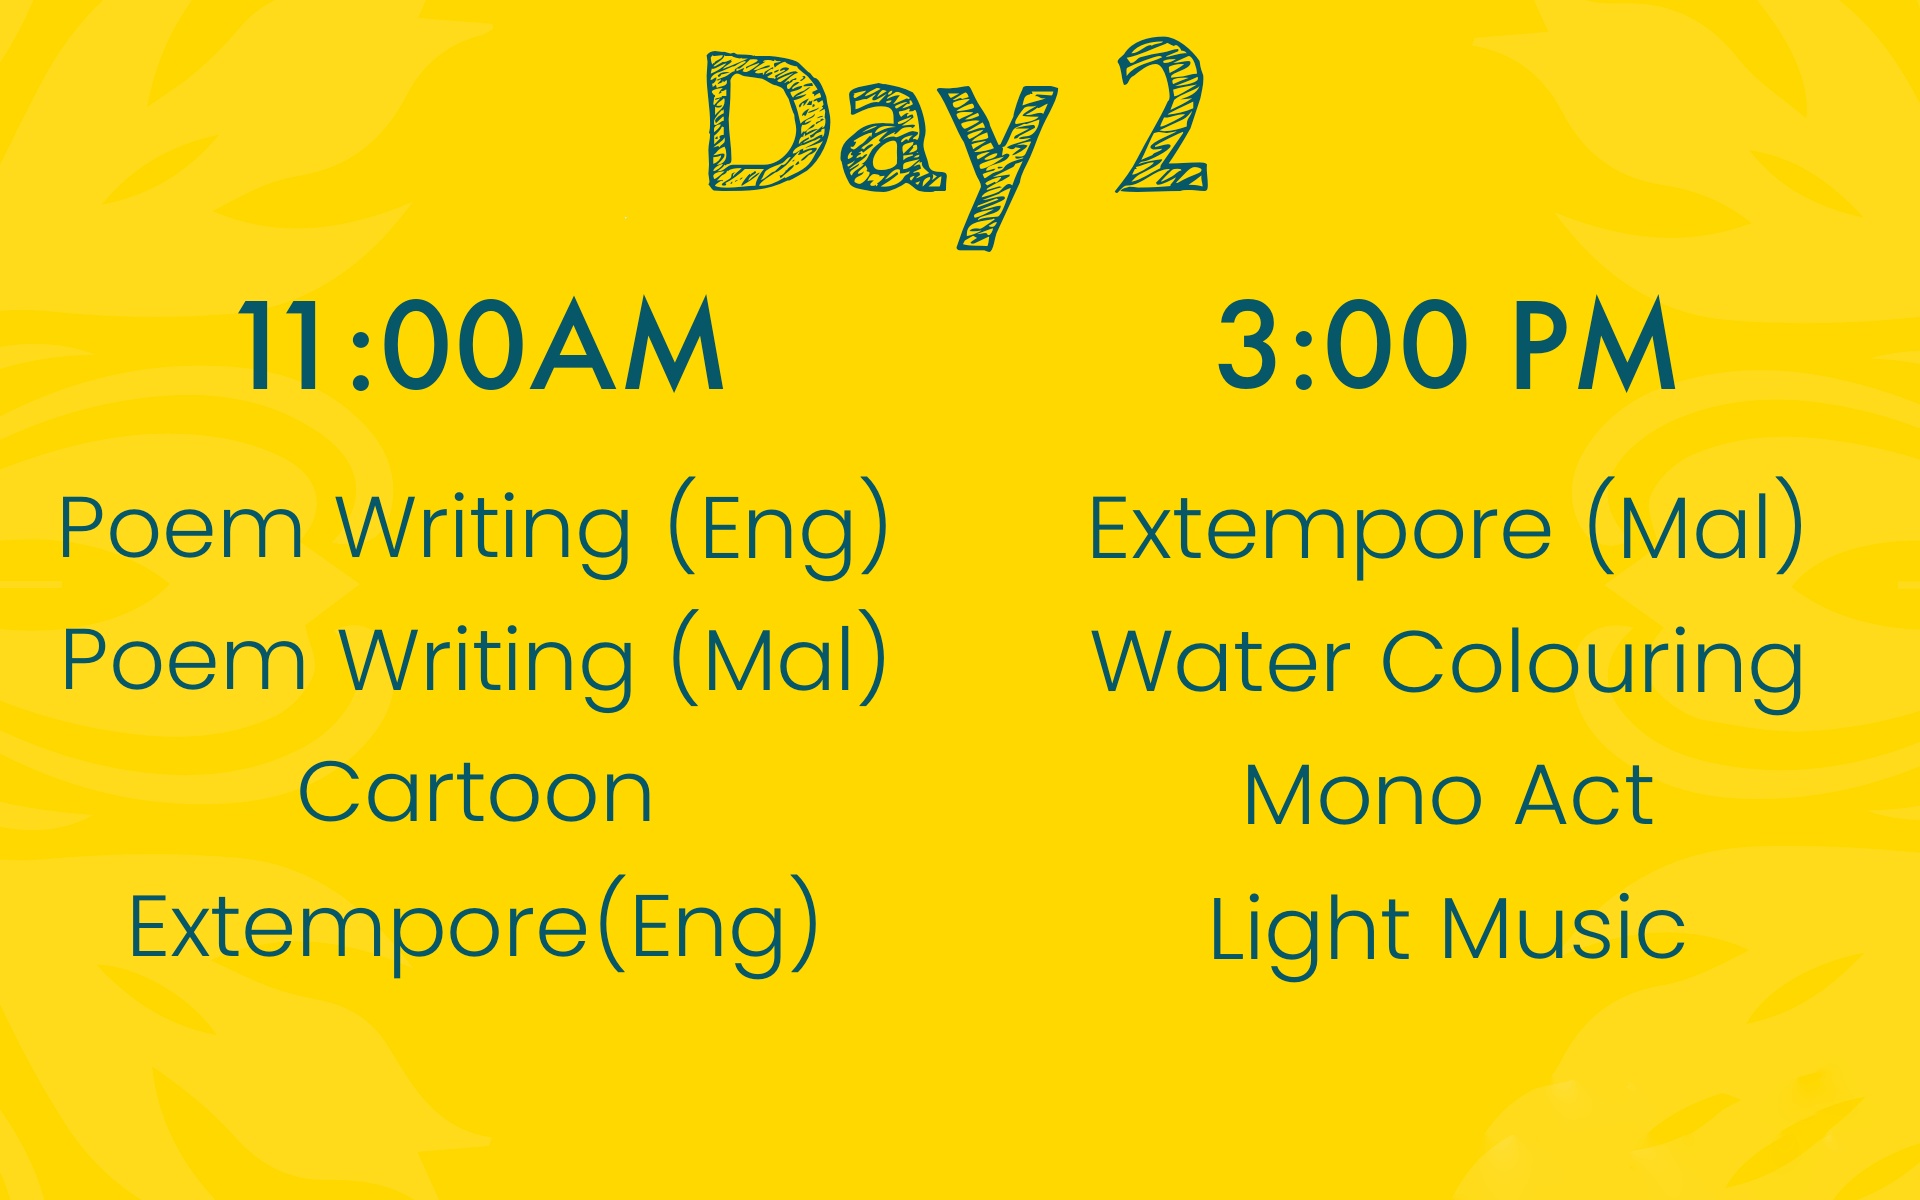 Day 2
11:00AM
Poem Writing (Eng)
Poem Writing (Mal)
Cartoon
Extempore(Eng)
3:00 PM
Extempore (Mal)
Water Colouring
Mono Act
Light Music